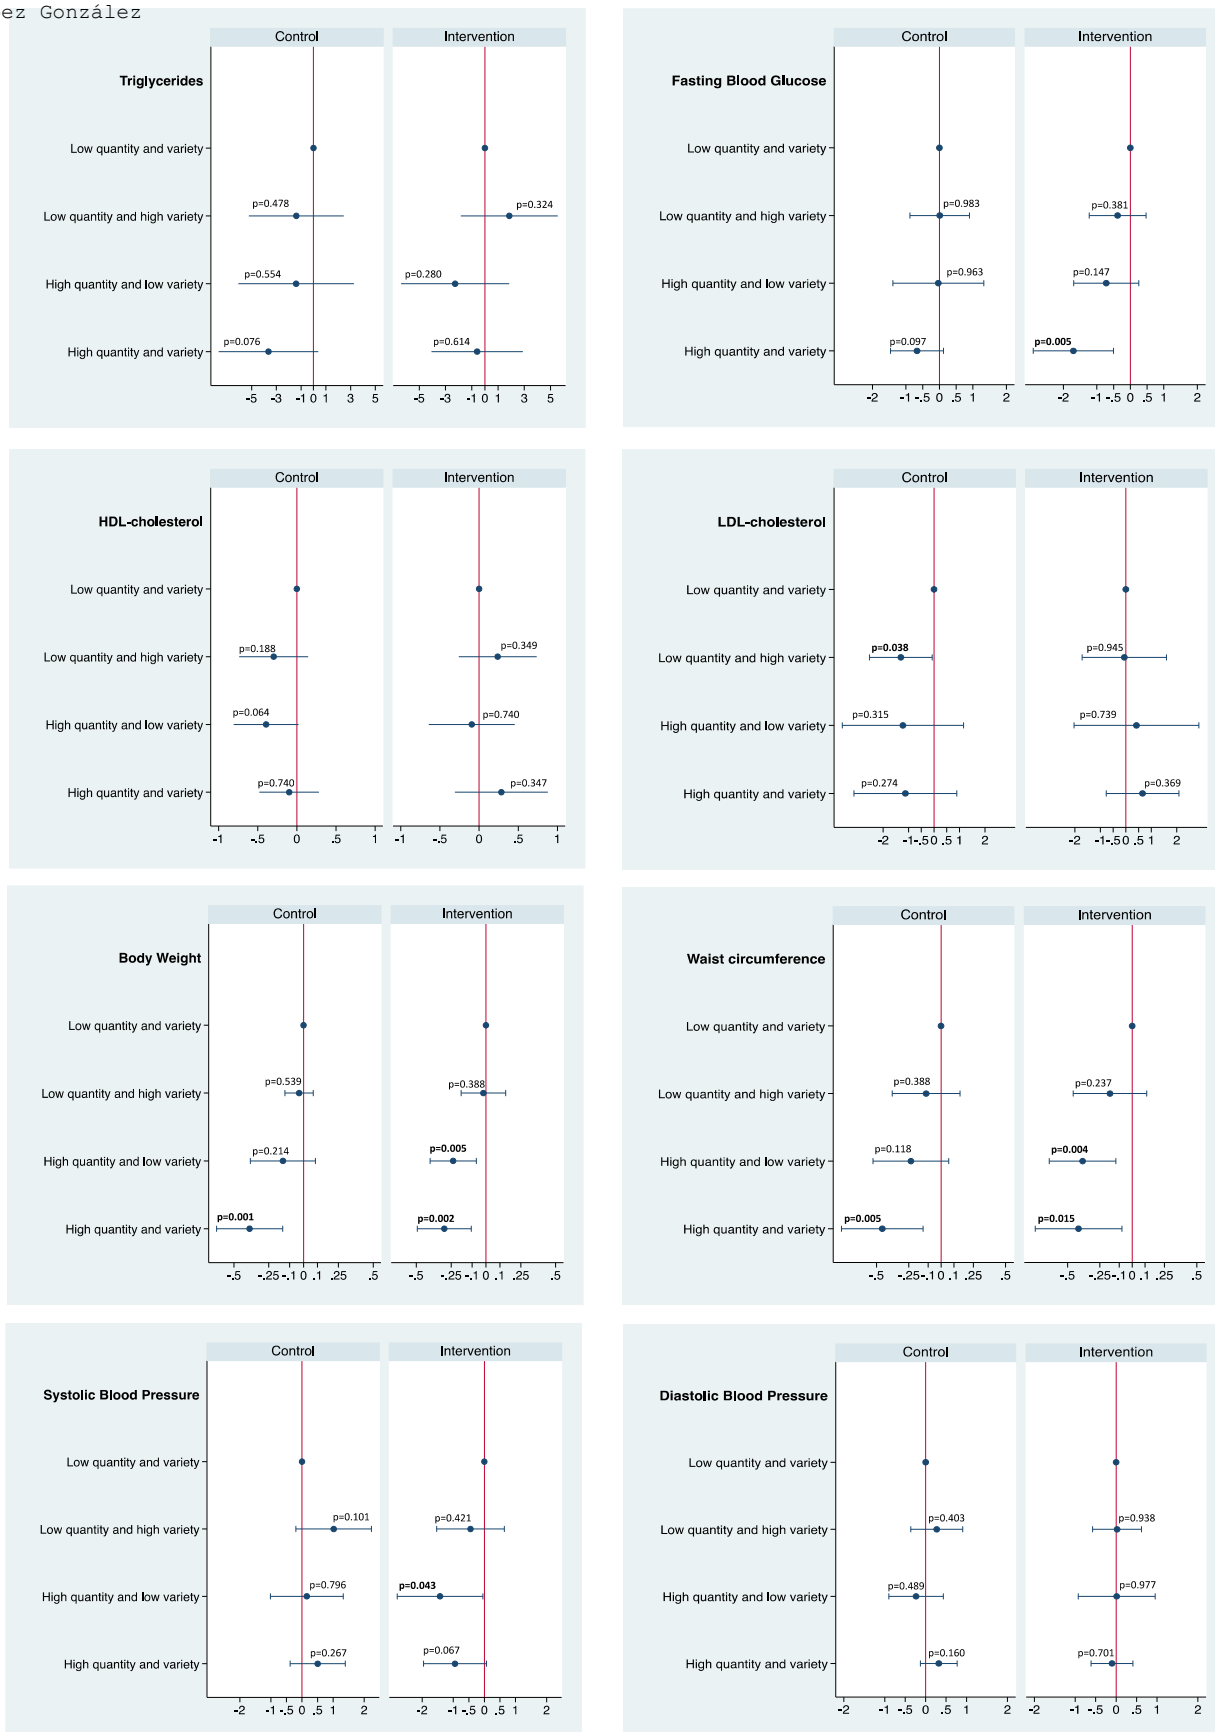 ez González
Control Intervention
Triglycerides
Low quantity and variety
p=0.478 p=0.324
Low quantity and high variety
p=0.554 p=0.280
High quantity and low variety
p=0.076 p=0.614
High quantity and variety
-5 -3 -1 0 1 3 5 -5 -3 -1 0 1 3 5
Control Intervention
Fasting Blood Glucose
Low quantity and variety
p=0.983 p=0.381
Low quantity and high variety
p=0.963 p=0.147
High quantity and low variety
p=0.097 p=0.005
High quantity and variety
-2 -1 -.5 0 .5 1 2 -2 -1 -.5 0 .5 1 2
Control Intervention
HDL-cholesterol
Low quantity and variety
p=0.188 p=0.349
Low quantity and high variety
p=0.064 p=0.740
High quantity and low variety
p=0.740 p=0.347
High quantity and variety
-1 -.5 0 .5 1 -1 -.5 0 .5 1
Control Intervention
LDL-cholesterol
Low quantity and variety
p=0.038 p=0.945
Low quantity and high variety
p=0.315 p=0.739
High quantity and low variety
p=0.274 p=0.369
High quantity and variety
-2 -1 -.5 0 .5 1 2 -2 -1 -.5 0 .5 1 2
Control Intervention
Body Weight
Low quantity and variety
p=0.539 p=0.388
Low quantity and high variety
p=0.214 p=0.005
High quantity and low variety
p=0.001 p=0.002
High quantity and variety
-.5 -.25 -.1 0 .1 .25 .5 -.5 -.25 -.1 0 .1 .25 .5
Control Intervention
Waist circumference
Low quantity and variety
p=0.388 p=0.237
Low quantity and high variety
p=0.118 p=0.004
High quantity and low variety
p=0.005 p=0.015
High quantity and variety
-.5 -.25 -.1 0 .1 .25 .5 -.5 -.25 -.1 0 .1 .25 .5
Control Intervention
Systolic Blood Pressure
Low quantity and variety
p=0.101 p=0.421
Low quantity and high variety
p=0.796 p=0.043
High quantity and low variety
p=0.267 p=0.067
High quantity and variety
-2 -1 -.5 0 .5 1 2 -2 -1 -.5 0 .5 1 2
Control Intervention
Diastolic Blood Pressure
Low quantity and variety
p=0.403 p=0.938
Low quantity and high variety
p=0.489 p=0.977
High quantity and low variety
p=0.160 p=0.701
High quantity and variety
-2 -1 -.5 0 .5 1 2 -2 -1 -.5 0 .5 1 2